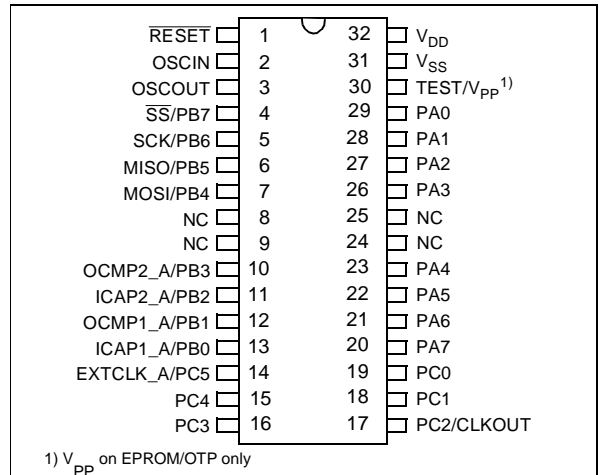 RESET 1 32 VDD
OSCIN 2 31 VSS
OSCOUT 3 30 TEST/VPP1)
SS/PB7 4 29 PA0
SCK/PB6 5 28 PA1
MISO/PB5 6 27 PA2
MOSI/PB4 7 26 PA3
NC 8 25 NC
NC 9 24 NC
OCMP2_A/PB3 10 23 PA4
ICAP2_A/PB2 11 22 PA5
OCMP1_A/PB1 12 21 PA6
ICAP1_A/PB0 13 20 PA7
EXTCLK_A/PC5 14 19 PC0
PC4 15 18 PC1
PC3 16 17 PC2/CLKOUT
1) VPP on EPROM/OTP only